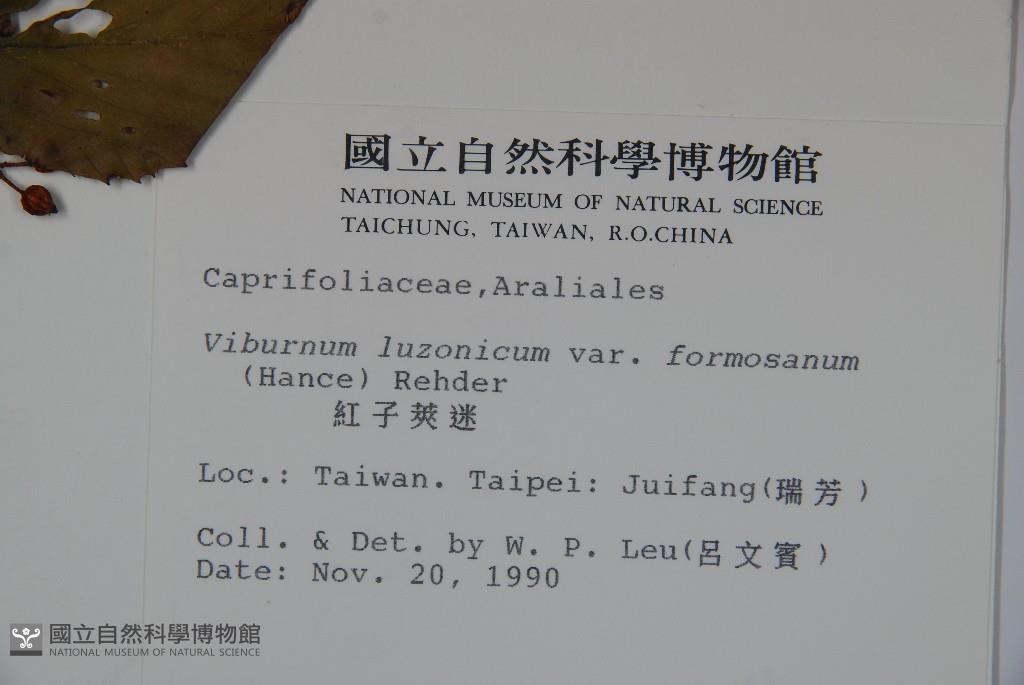 國立自然科學博物館
NATIONAL MUSEUM OF NATURAL SCIENCE
TAICHUNG, TAIWAN, R.O.CHINA
Caprifoliaceae,Araliales
Viburnum luzonicum var. formosanum
(Hance) Rehder
紅子莢迷
Loc.: Taiwan. Taipei: Juifang(瑞芳)
Coll. & Det. by W. P. Leu(呂文賓)
Date: Nov. 20, 1990
國立自然科學博物館
NATIONAL MUSEUM OF NATURAL SCIENCE